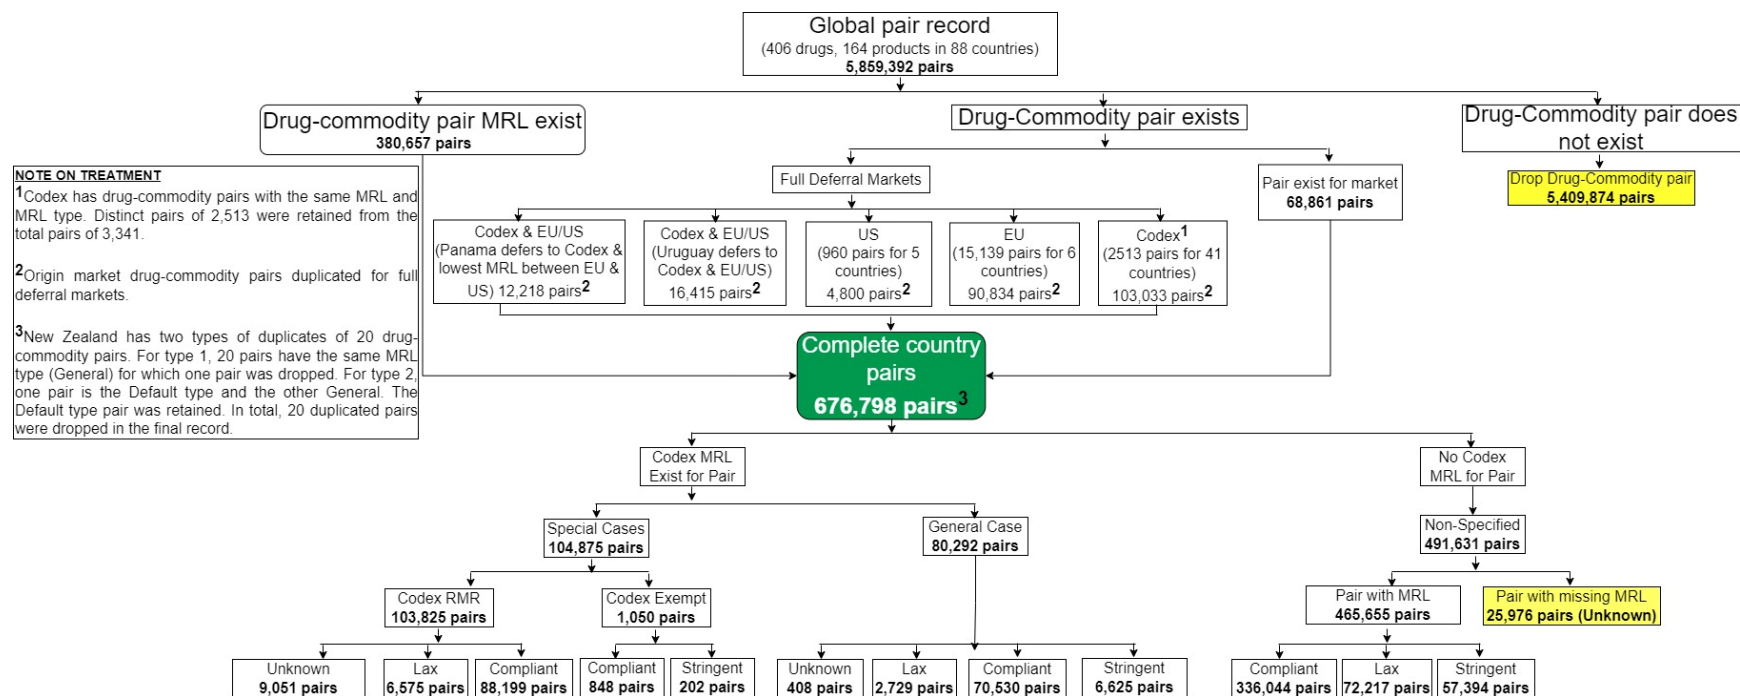 Global pair record
(406 drugs, 164 products in 88 countries)
5,859,392 pairs
Drug-commodity pair MRL exist
380,657 pairs
Drug-Commodity pair exists
Drug-Commodity pair does
not exist
Drop Drug-Commodity pair
5,409,874 pairs
Full Deferral Markets
Pair exist for market
68,861 pairs
NOTE ON TREATMENT
1Codex has drug-commodity pairs with the same MRL and
MRL type. Distinct pairs of 2,513 were retained from the
total pairs of 3,341.
2Origin market drug-commodity pairs duplicated for full
deferral markets.
3New Zealand has two types of duplicates of 20 drug-
commodity pairs. For type 1, 20 pairs have the same MRL
type (General) for which one pair was dropped. For type 2,
one pair is the Default type and the other General. The
Default type pair was retained. In total, 20 duplicated pairs
were dropped in the final record.
Codex & EU/US
(Panama defers to Codex &
lowest MRL between EU &
US) 12,218 pairs2
Codex & EU/US
(Uruguay defers to
Codex & EU/US)
16,415 pairs2
US
(960 pairs for 5
countries)
4,800 pairs2
EU
(15,139 pairs for 6
countries)
90,834 pairs2
Codex1
(2513 pairs for 41
countries)
103,033 pairs2
Complete country
pairs
676,798 pairs3
Codex MRL
Exist for Pair
No Codex
MRL for Pair
Special Cases
104,875 pairs
General Case
80,292 pairs
Non-Specified
491,631 pairs
Codex RMR
103,825 pairs
Codex Exempt
1,050 pairs
Pair with MRL
465,655 pairs
Pair with missing MRL
25,976 pairs (Unknown)
Unknown
9,051 pairs
Lax
6,575 pairs
Compliant
88,199 pairs
Compliant
848 pairs
Stringent
202 pairs
Unknown
408 pairs
Lax
2,729 pairs
Compliant
70,530 pairs
Stringent
6,625 pairs
Compliant
336,044 pairs
Lax
72,217 pairs
Stringent
57,394 pairs